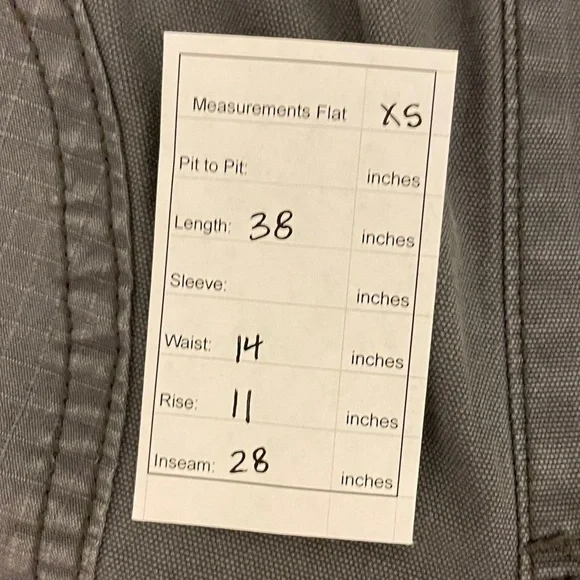 Measurements Flat XS
Pit to Pit: inches
Length: 38 inches
Sleeve: inches
Waist: 14 inches
Rise: 11 inches
Inseam: 28 inches